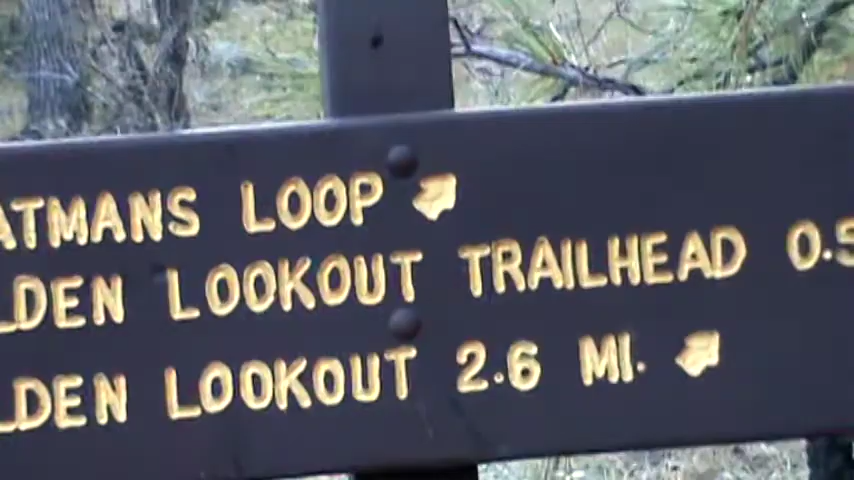 ATMANS LOOP
LDEN LOOKOUT TRAILHEAD 0.5
LDEN LOOKOUT 2.6 MI.